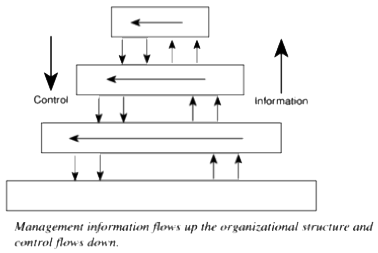 Control
Information
Management information flows up the organizational structure and
control flows down.